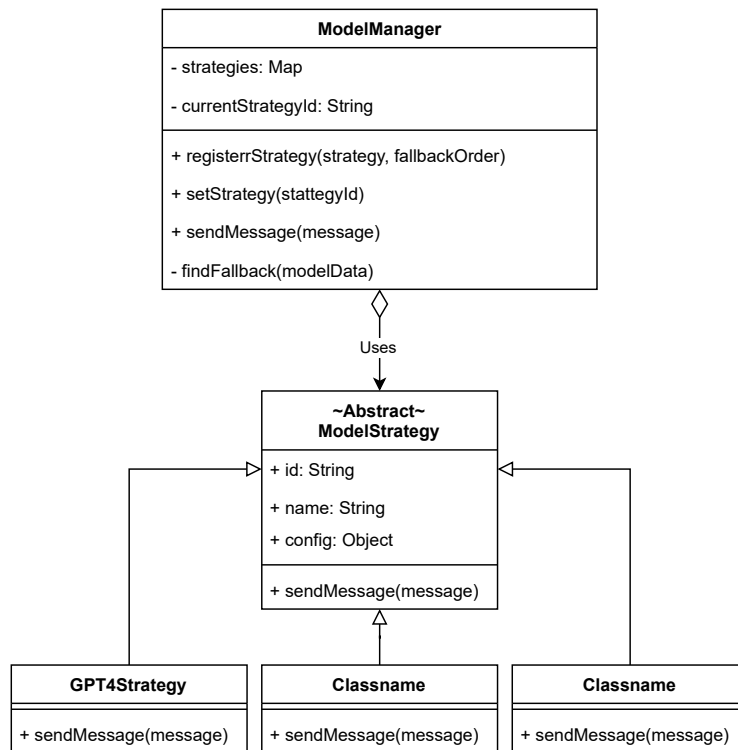 ModelManager
- strategies: Map
- currentStrategyId: String
+ registerrStrategy(strategy, fallbackOrder)
+ setStrategy(stattegyId)
+ sendMessage(message)
- findFallback(modelData)
Uses
~Abstract~
ModelStrategy
+ id: String
+ name: String
+ config: Object
+ sendMessage(message)
GPT4Strategy
+ sendMessage(message)
Classname
+ sendMessage(message)
Classname
+ sendMessage(message)